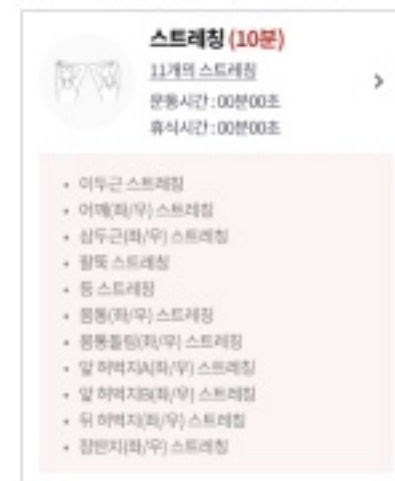 스트레칭 (10분)
11개의 스트레칭
운동시간 : 00분00초
휴식시간 : 00분00초
• 이두근 스트레칭
• 어깨(좌/우) 스트레칭
• 삼두근(좌/우) 스트레칭
• 팔뚝 스트레칭
• 등 스트레칭
• 몸통(좌/우) 스트레칭
• 몸통돌림(좌/우) 스트레칭
• 앞 허벅지A(좌/우) 스트레칭
• 앞 허벅지B(좌/우) 스트레칭
• 뒤 허벅지(좌/우) 스트레칭
• 장딴지(좌/우) 스트레칭